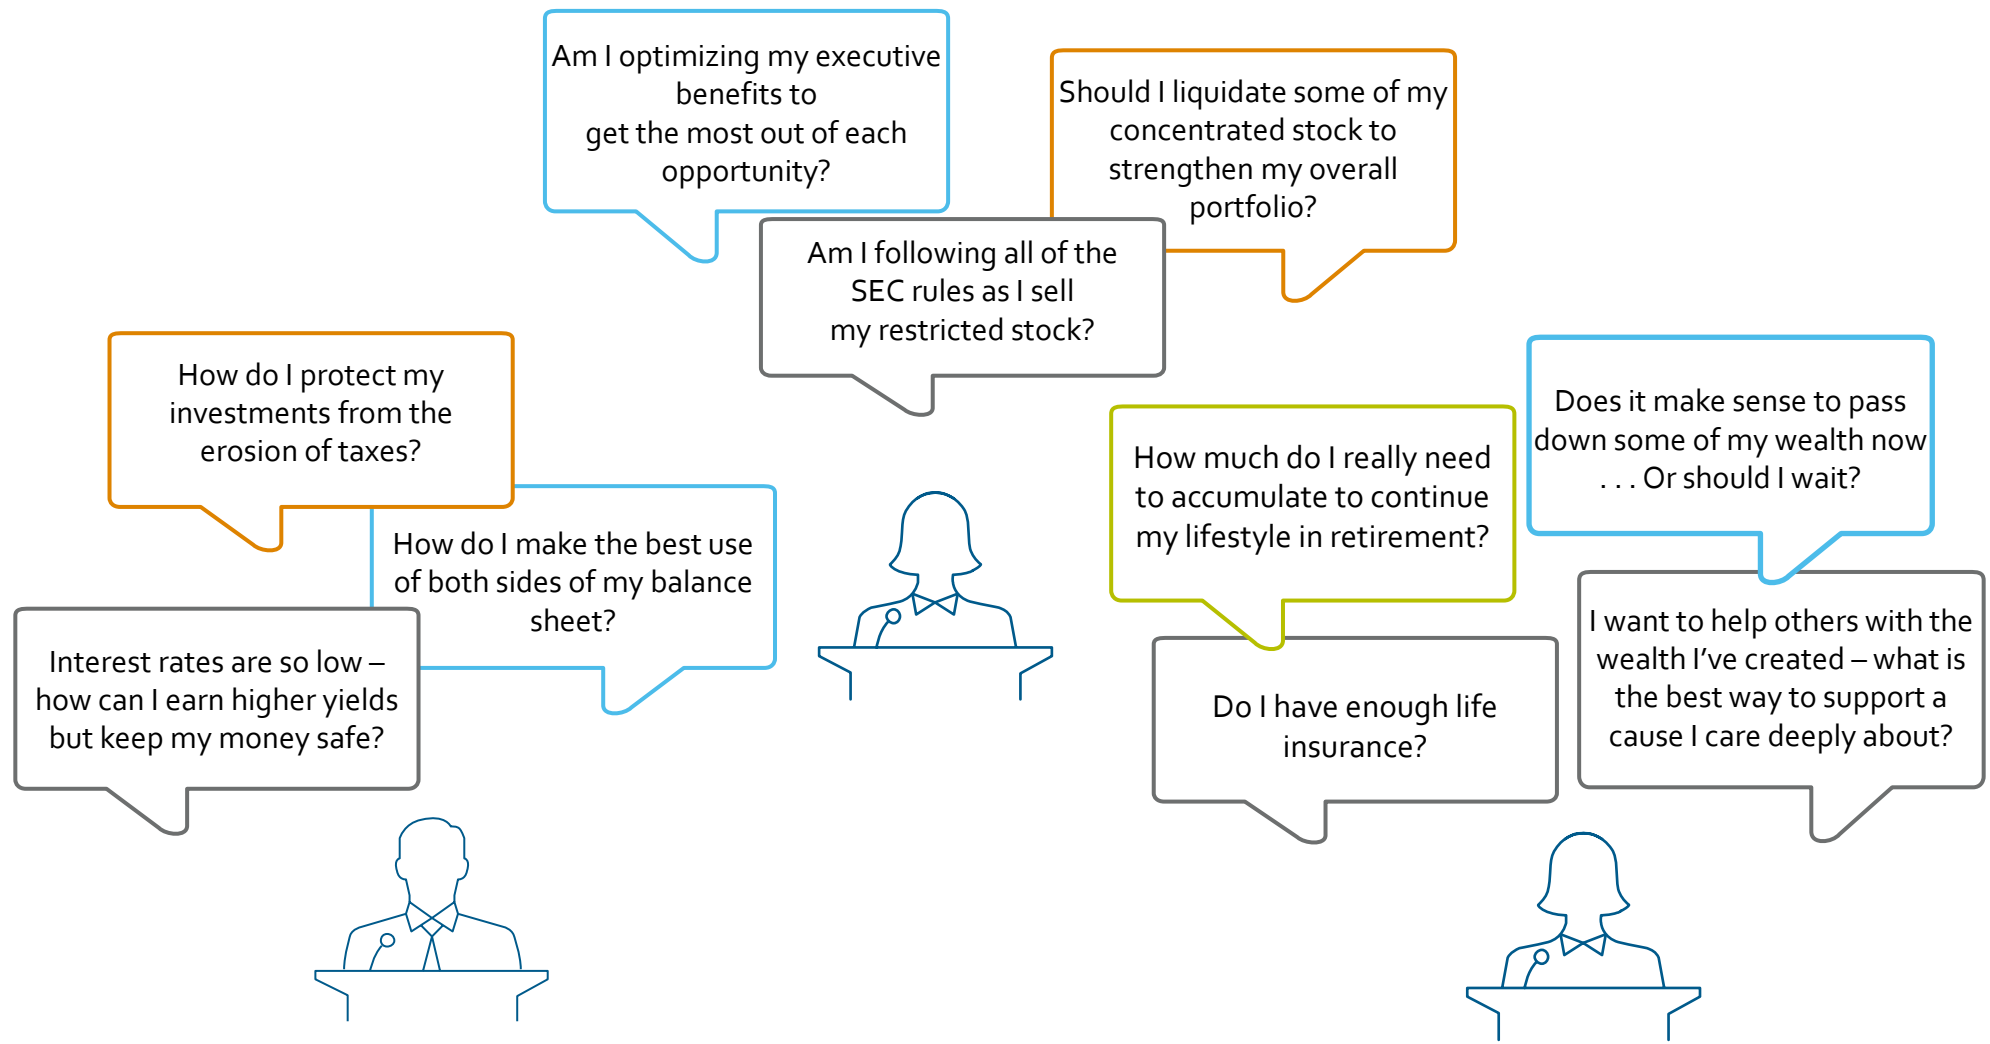 Am I optimizing my executive
benefits to
get the most out of each
opportunity?
Should I liquidate some of my
concentrated stock to
strengthen my overall
portfolio?
Am I following all of the
SEC rules as I sell
my restricted stock?
How do I protect my
investments from the
erosion of taxes?
How do I make the best use
of both sides of my balance
sheet?
Interest rates are so low –
how can I earn higher yields
but keep my money safe?
How much do I really need
to accumulate to continue
my lifestyle in retirement?
Does it make sense to pass
down some of my wealth now
. . . Or should I wait?
Do I have enough life
insurance?
I want to help others with the
wealth I’ve created – what is
the best way to support a
cause I care deeply about?